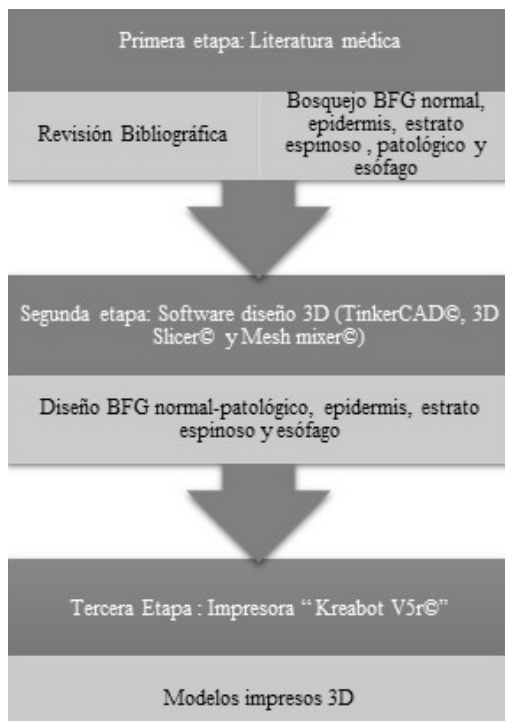 Primera etapa: Literatura médica
Revisión Bibliográfica
Bosquejo BFG normal,
epidermis, estrato
espinoso , patológico y
esófago
Segunda etapa: Software diseño 3D (TinkerCAD©, 3D
Slicer© y Mesh mixer©)
Diseño BFG normal-patológico, epidermis, estrato
espinoso y esófago
Tercera Etapa : Impresora “ Kreabot V5r©”
Modelos impresos 3D